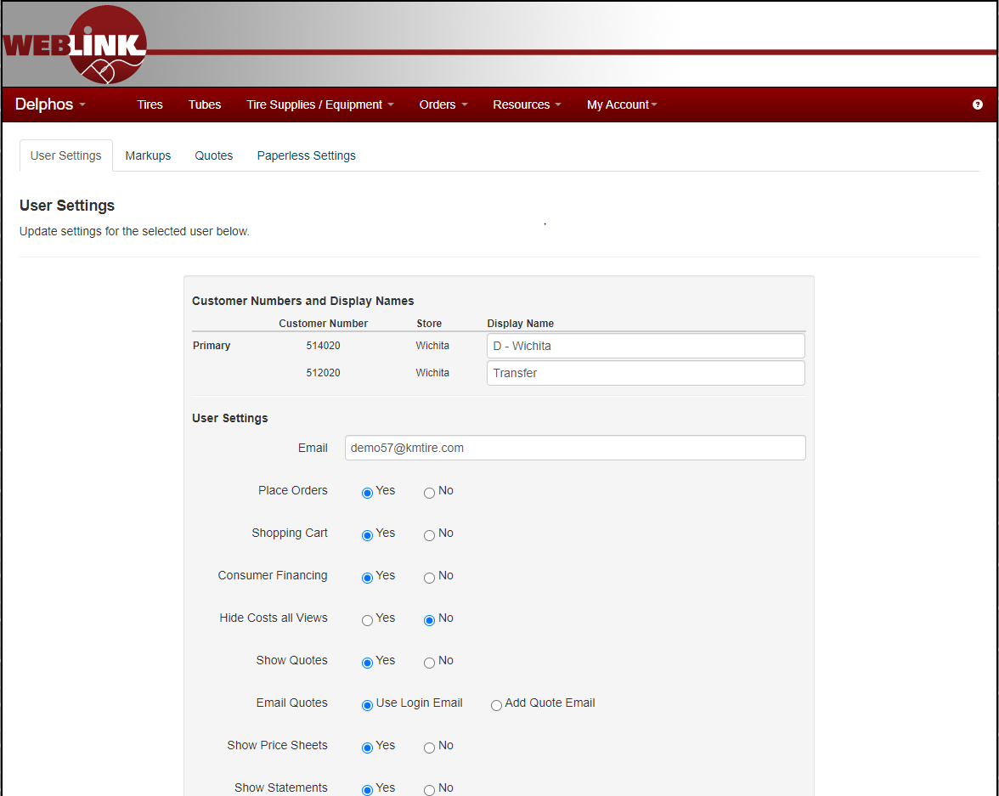 WEBLINK
Delphos Tires Tubes Tire Supplies / Equipment Orders Resources My Account ?
User Settings Markups Quotes Paperless Settings
User Settings
Update settings for the selected user below.
.
Customer Numbers and Display Names
Customer Number Store Display Name
Primary 514020 Wichita D - Wichita
512020 Wichita Transfer
User Settings
Email demo57@kmtire.com
Place Orders Yes No
Shopping Cart Yes No
Consumer Financing Yes No
Hide Costs all Views Yes No
Show Quotes Yes No
Email Quotes Use Login Email Add Quote Email
Show Price Sheets Yes No
Show Statements Yes No